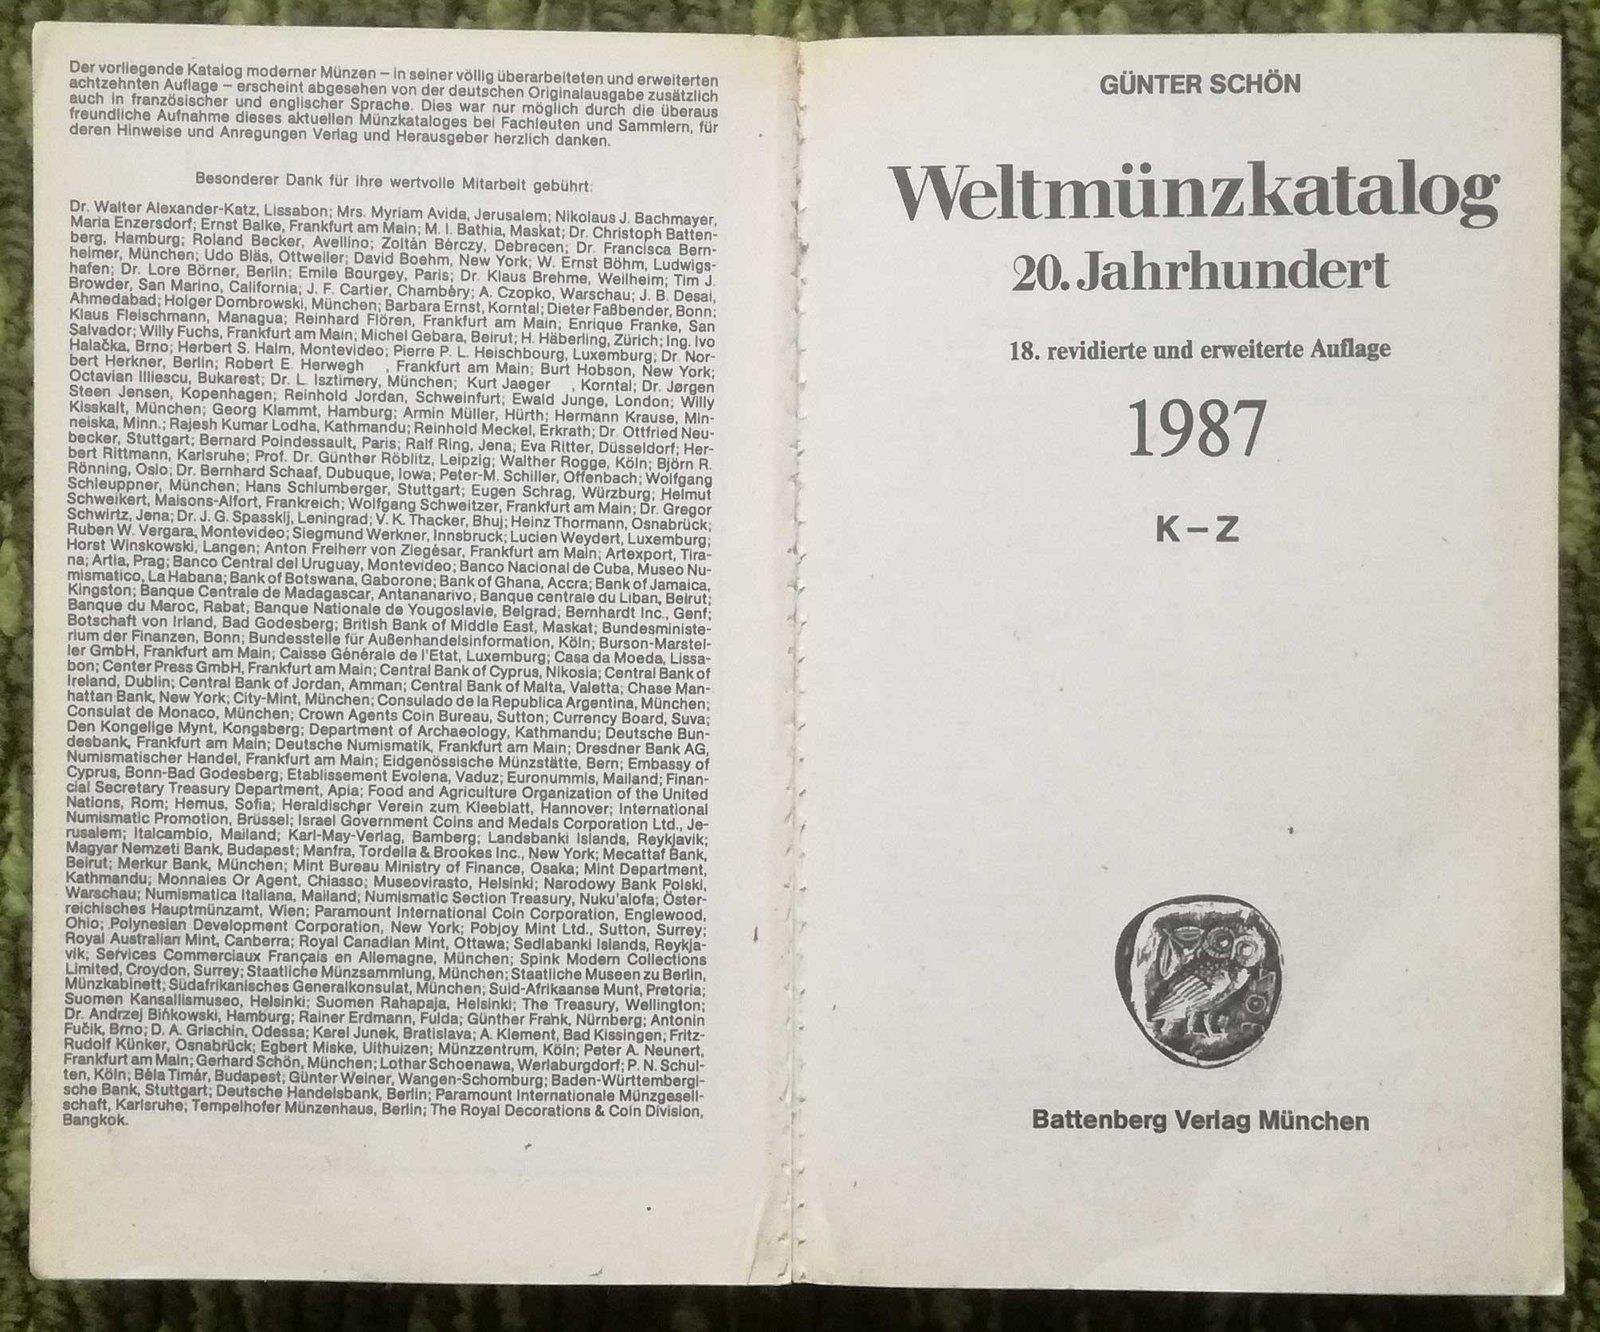 Der vorliegende Katalog moderner Münzen – in seiner völlig überarbeiteten und erweiterten
achtzehnten Auflage – erscheint abgesehen von der deutschen Originalausgabe zusätzlich
auch in französischer und englischer Sprache. Dies war nur möglich durch die überaus
freundliche Aufnahme dieses aktuellen Münzkataloges bei Fachleuten und Sammlern, für
deren Hinweise und Anregungen Verlag und Herausgeber herzlich danken.
Besonderer Dank für ihre wertvolle Mitarbeit gebührt:
Dr. Walter Alexander-Katz, Lissabon; Mrs. Myriam Avida, Jerusalem; Nikolaus J. Bachmayer,
Maria Enzersdorf; Ernst Balke, Frankfurt am Main; M. I. Bathia, Maskat; Dr. Christoph Batten-
berg, Hamburg; Roland Becker, Avellino; Zoltán Bérczy, Debrecen; Dr. Francisca Bern-
heimer, München; Udo Bläs, Ottweiler; David Boehm, New York; W. Ernst Böhm, Ludwigs-
hafen; Dr. Lore Börner, Berlin; Emile Bourgey, Paris; Dr. Klaus Brehme, Weilheim; Tim J.
Browder, San Marino, California; J. F. Cartier, Chambéry; A. Czopko, Warschau; J. B. Desai,
Ahmedabad; Holger Dombrowski, München; Barbara Ernst, Korntal; Dieter Faßbender, Bonn;
Klaus Fleischmann, Managua; Reinhard Flören, Frankfurt am Main; Enrique Franke, San
Salvador; Willy Fuchs, Frankfurt am Main; Michel Gebara, Beirut; H. Häberling, Zürich; Ing. Ivo
Halačka, Brno; Herbert S. Halm, Montevideo; Pierre P. L. Heischbourg, Luxemburg; Dr. Nor-
bert Herkner, Berlin; Robert E. Herwegh , Frankfurt am Main; Burt Hobson, New York;
Octavian Illiescu, Bukarest; Dr. L. Isztimery, München; Kurt Jaeger , Korntal; Dr. Jørgen
Steen Jensen, Kopenhagen; Reinhold Jordan, Schweinfurt; Ewald Junge, London; Willy
Kisskalt, München; Georg Klammt, Hamburg; Armin Müller, Hürth; Hermann Krause, Min-
neiska, Minn.; Rajesh Kumar Lodha, Kathmandu; Reinhold Meckel, Erkrath; Dr. Ottfried Neu-
becker, Stuttgart; Bernard Poindessault, Paris; Ralf Ring, Jena; Eva Ritter, Düsseldorf; Her-
bert Rittmann, Karlsruhe; Prof. Dr. Günther Röblitz, Leipzig; Walther Rogge, Köln; Björn R.
Rönning, Oslo; Dr. Bernhard Schaaf, Dubuque, Iowa; Peter-M. Schiller, Offenbach; Wolfgang
Schleuppner, München; Hans Schlumberger, Stuttgart; Eugen Schrag, Würzburg; Helmut
Schweikert, Maisons-Alfort, Frankreich; Wolfgang Schweitzer, Frankfurt am Main; Dr. Gregor
Schwirtz, Jena; Dr. J. G. Spasskij, Leningrad; V. K. Thacker, Bhuj; Heinz Thormann, Osnabrück;
Ruben W. Vergara, Montevideo; Siegmund Werkner, Innsbruck; Lucien Weydert, Luxemburg;
Horst Winskowski, Langen; Anton Freiherr von Ziegésar, Frankfurt am Main; Artexport, Tira-
na; Artia, Prag; Banco Central del Uruguay, Montevideo; Banco Nacional de Cuba, Museo Nu-
mismatico, La Habana; Bank of Botswana, Gaborone; Bank of Ghana, Accra; Bank of Jamaica,
Kingston; Banque Centrale de Madagascar, Antananarivo; Banque centrale du Liban, Beirut;
Banque du Maroc, Rabat; Banque Nationale de Yougoslavie, Belgrad; Bernhardt Inc., Genf;
Botschaft von Irland, Bad Godesberg; British Bank of Middle East, Maskat; Bundesministe-
rium der Finanzen, Bonn; Bundesstelle für Außenhandelsinformation, Köln; Burson-Marstel-
ler GmbH, Frankfurt am Main; Caisse Générale de l'Etat, Luxemburg; Casa da Moeda, Lissa-
bon; Center Press GmbH, Frankfurt am Main; Central Bank of Cyprus, Nikosia; Central Bank of
Ireland, Dublin; Central Bank of Jordan, Amman; Central Bank of Malta, Valetta; Chase Man-
hattan Bank, New York; City-Mint, München; Consulado de la Republica Argentina, München;
Consulat de Monaco, München; Crown Agents Coin Bureau, Sutton; Currency Board, Suva;
Den Kongelige Mynt, Kongsberg; Department of Archaeology, Kathmandu; Deutsche Bun-
desbank, Frankfurt am Main; Deutsche Numismatik, Frankfurt am Main; Dresdner Bank AG,
Numismatischer Handel, Frankfurt am Main; Eidgenössische Münzstätte, Bern; Embassy of
Cyprus, Bonn-Bad Godesberg; Etablissement Evolena, Vaduz; Euronummis, Mailand; Finan-
cial Secretary Treasury Department, Apia; Food and Agriculture Organization of the United
Nations, Rom; Hemus, Sofia; Heraldischer Verein zum Kleeblatt, Hannover; International
Numismatic Promotion, Brüssel; Israel Government Coins and Medals Corporation Ltd., Je-
rusalem; Italcambio, Mailand; Karl-May-Verlag, Bamberg; Landsbanki Islands, Reykjavik;
Magyar Nemzeti Bank, Budapest; Manfra, Tordella & Brookes Inc., New York; Mecattaf Bank,
Beirut; Merkur Bank, München; Mint Bureau Ministry of Finance, Osaka; Mint Department,
Kathmandu; Monnaies Or Agent, Chiasso; Museovirasto, Helsinki; Narodowy Bank Polski,
Warschau; Numismatica Italiana, Mailand; Numismatic Section Treasury, Nuku'alofa; Öster-
reichisches Hauptmünzamt, Wien; Paramount International Coin Corporation, Englewood,
Ohio; Polynesian Development Corporation, New York; Pobjoy Mint Ltd., Sutton, Surrey;
Royal Australian Mint, Canberra; Royal Canadian Mint, Ottawa; Sedlabanki Islands, Reykja-
vik; Services Commerciaux Français en Allemagne, München; Spink Modern Collections
Limited, Croydon, Surrey; Staatliche Münzsammlung, München; Staatliche Museen zu Berlin,
Münzkabinett; Südafrikanisches Generalkonsulat, München; Suid-Afrikaanse Munt, Pretoria;
Suomen Kansallismuseo, Helsinki; Suomen Rahapaja, Helsinki; The Treasury, Wellington;
Dr. Andrzej Bińkowski, Hamburg; Rainer Erdmann, Fulda; Günther Frank, Nürnberg; Antonin
Fučik, Brno; D. A. Grischin, Odessa; Karel Junek, Bratislava; A. Klement, Bad Kissingen; Fritz-
Rudolf Künker, Osnabrück; Egbert Miske, Uithuizen; Münzzentrum, Köln; Peter A. Neunert,
Frankfurt am Main; Gerhard Schön, München; Lothar Schoenawa, Werlaburgdorf; P. N. Schul-
ten, Köln; Béla Timár, Budapest; Günter Weiner, Wangen-Schomburg; Baden-Württembergi-
sche Bank, Stuttgart; Deutsche Handelsbank, Berlin; Paramount Internationale Münzgesell-
schaft, Karlsruhe; Tempelhofer Münzenhaus, Berlin; The Royal Decorations & Coin Division,
Bangkok.
GÜNTER SCHÖN
Weltmünzkatalog
20. Jahrhundert
18. revidierte und erweiterte Auflage
1987
K – Z
Battenberg Verlag München